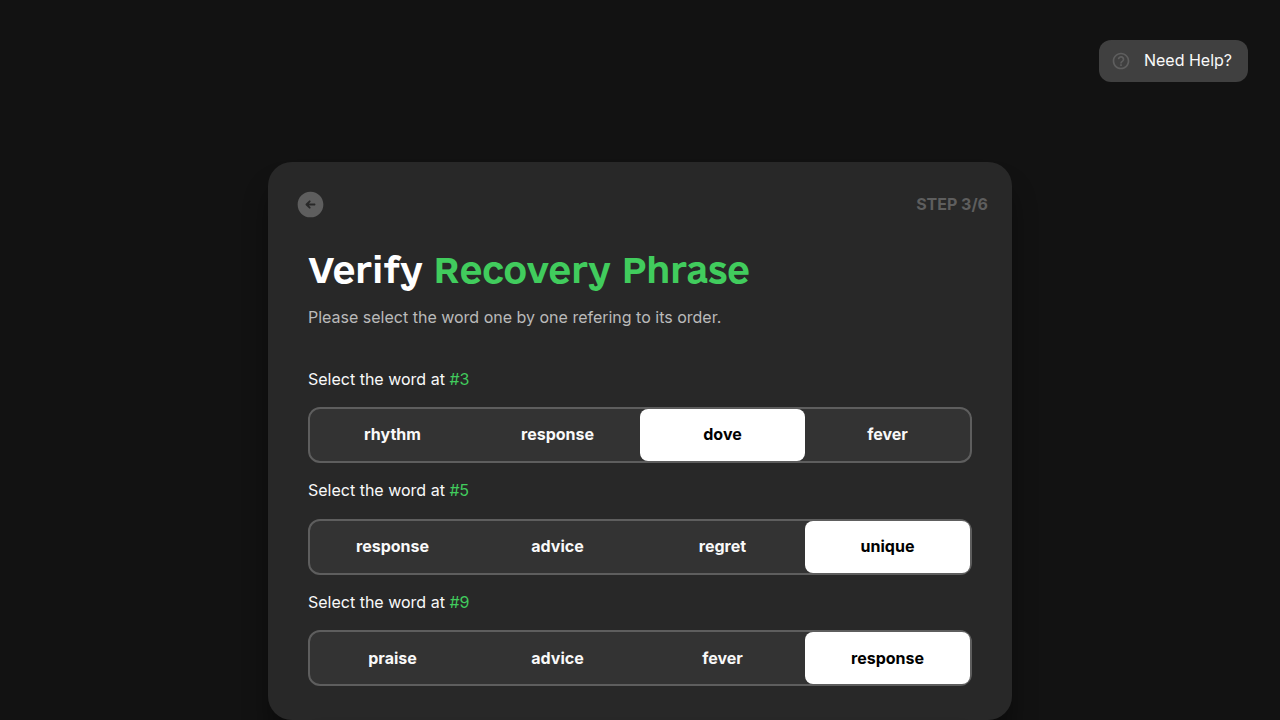 Need Help?
STEP 3/6
Verify Recovery Phrase
Please select the word one by one refering to its order.
Select the word at #3
rhythm response dove fever
Select the word at #5
response advice regret unique
Select the word at #9
praise advice fever response